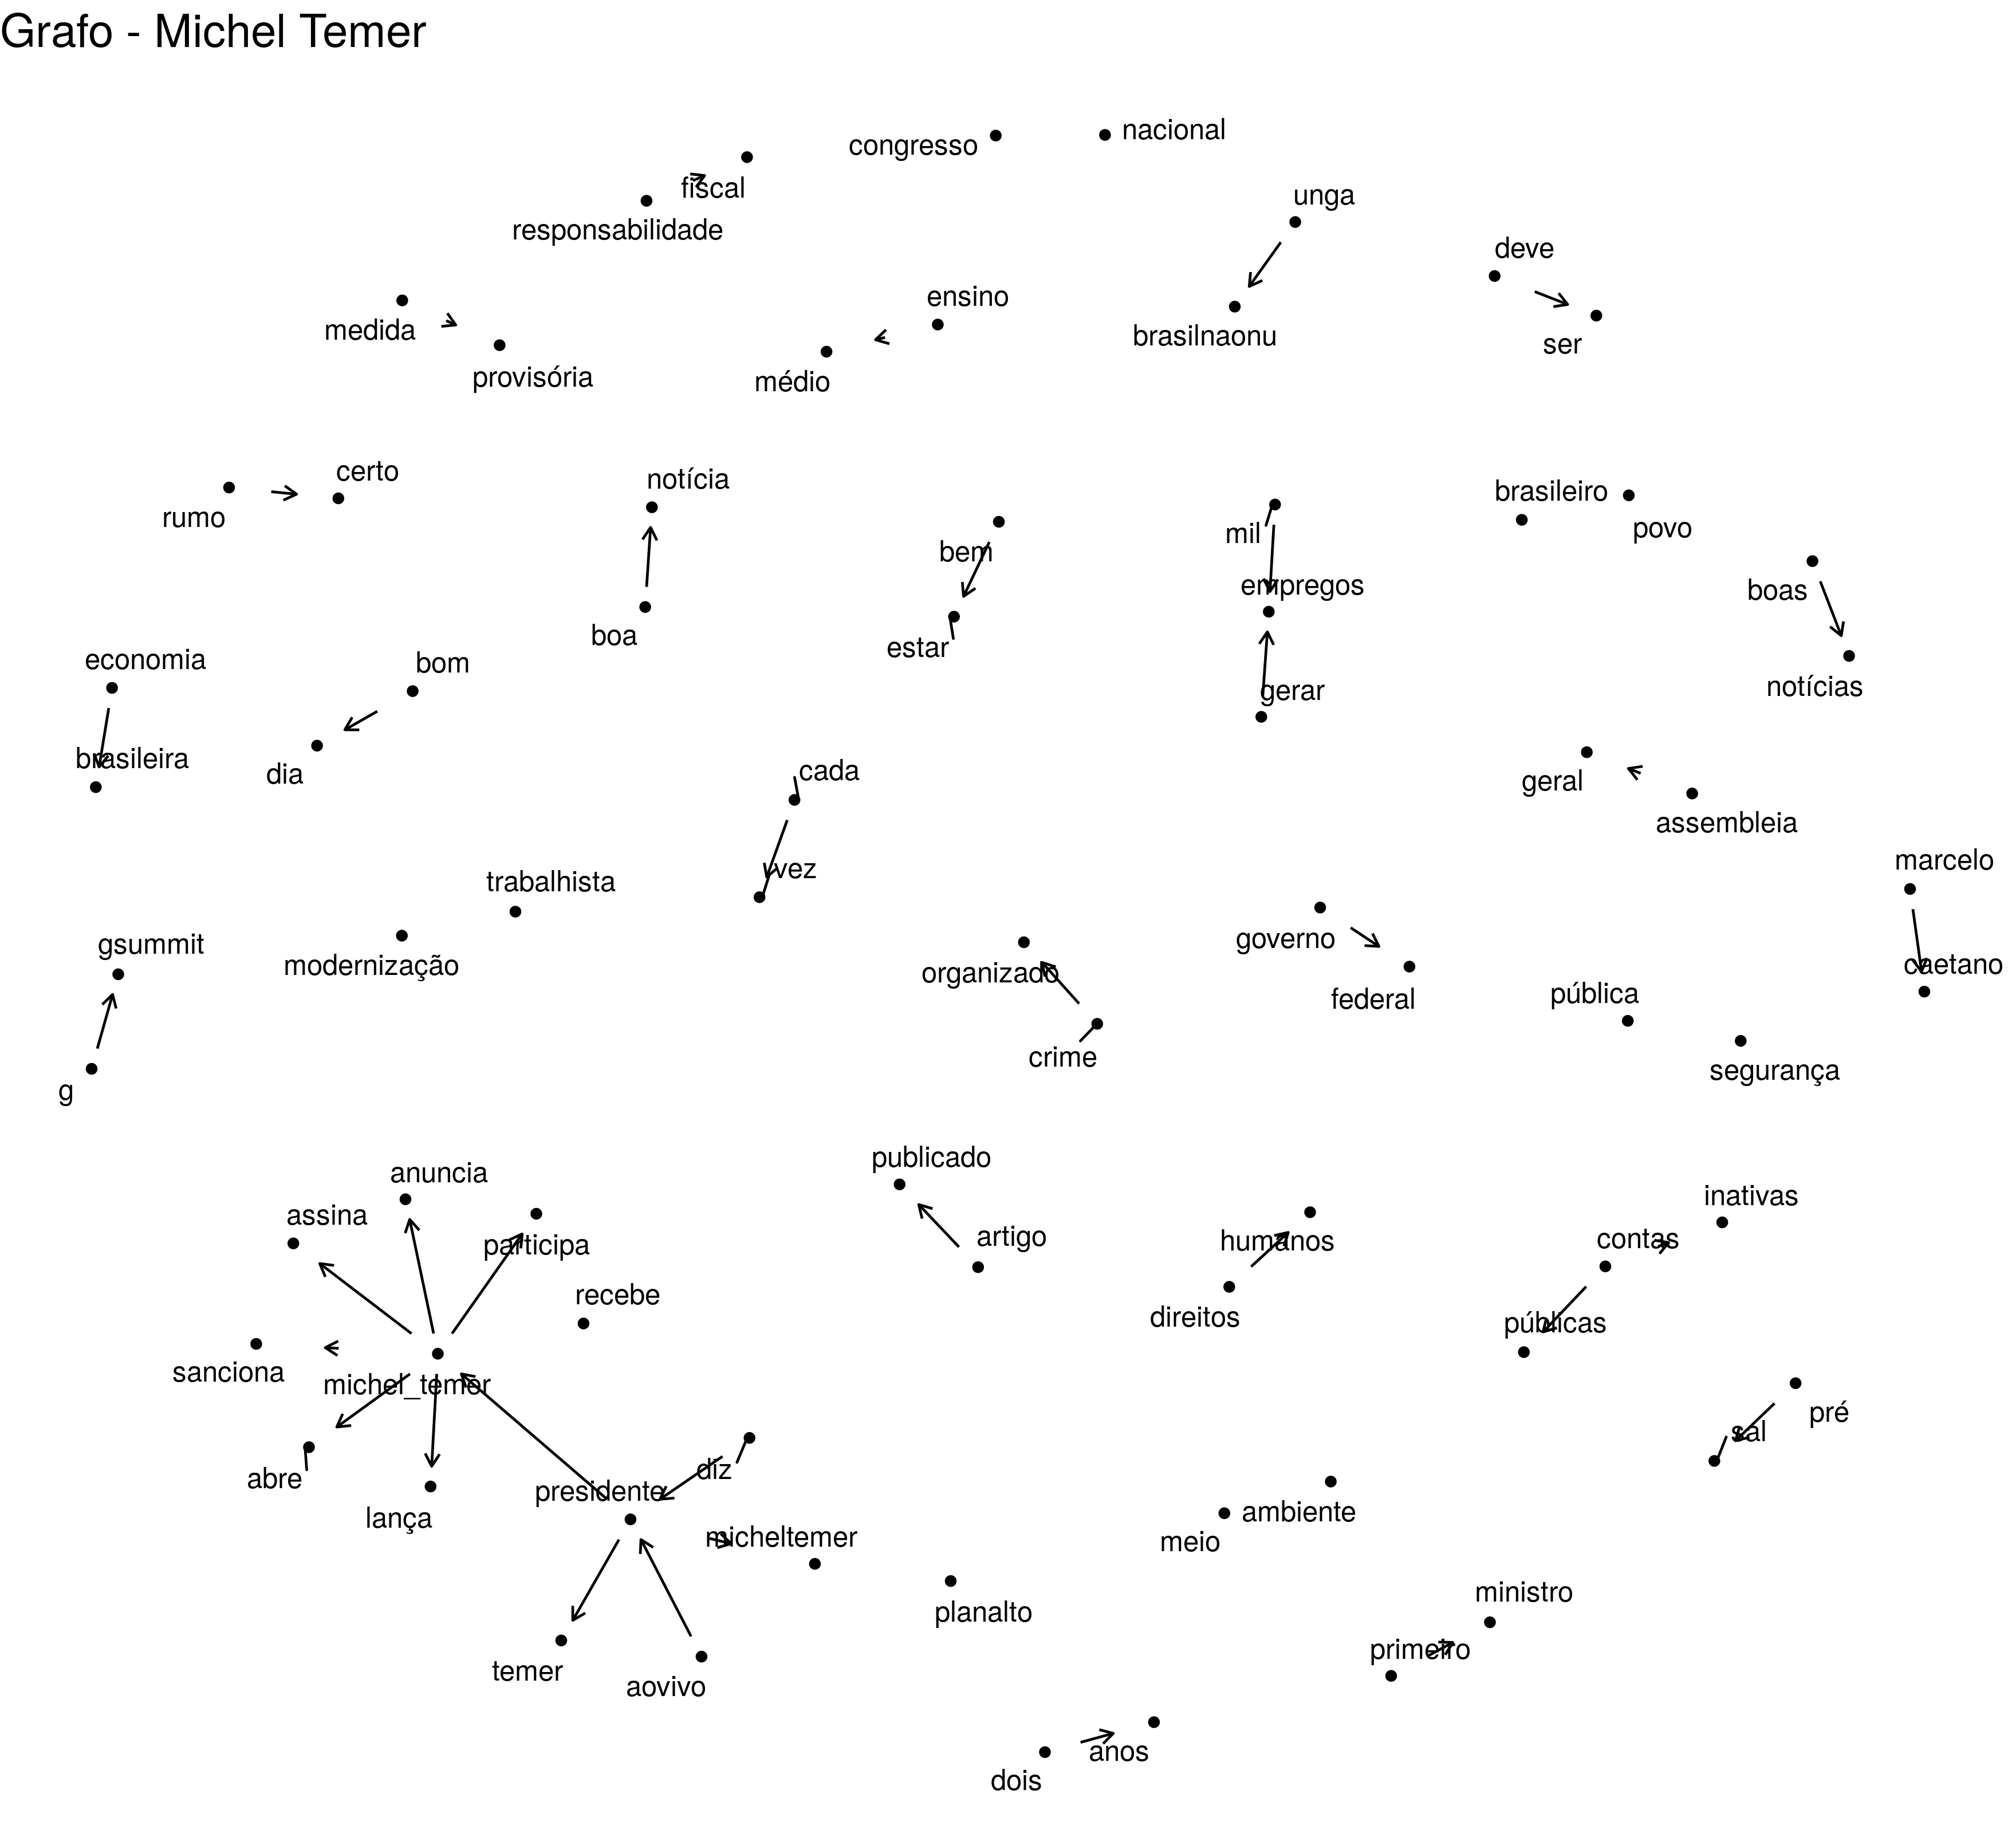 Grafo - Michel Temer
nacional
congresso
fiscal
unga
responsabilidade
deve
ensino
medida
brasilnaonu
ser
provisória
médio
certo
notícia
brasileiro
rumo
povo
mil
bem
empregos
boas
boa
estar
economia
bom
notícias
gerar
brasileira
dia
cada
geral
assembleia
vez
marcelo
trabalhista
gsummit
governo
caetano
modernização
organizado
federal
pública
crime
segurança
g
publicado
anuncia
inativas
assina
artigo
contas
participa
humanos
recebe
direitos
públicas
sanciona
michel_temer
pré
sal
diz
abre
presidente
lança
ambiente
micheltemer
meio
ministro
planalto
primeiro
temer
aovivo
anos
dois